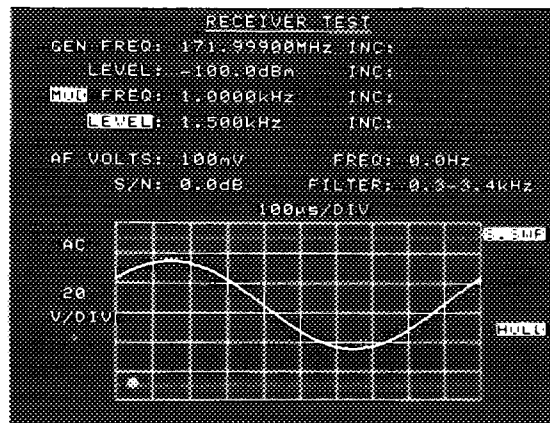 RECEIVER TEST
GEN FREQ: 171.99900MHz INC:
LEVEL: -100.0dBm INC:
MOD FREQ: 1.0000kHz INC:
LEVEL: 1.500kHz INC:
AF VOLTS: 100mV FREQ: 0.0Hz
S/N: 0.0dB FILTER: 0.3-3.4kHz
100µs/DIV
AC
S.SWP
20
V/DIV
HOLD